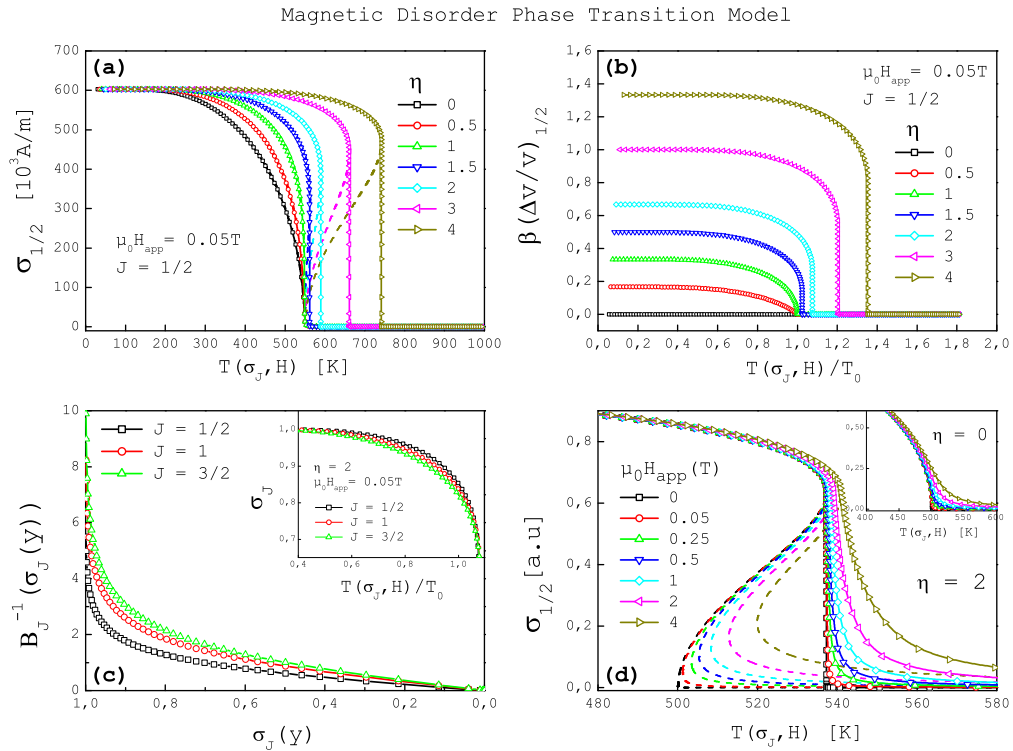 Magnetic Disorder Phase Transition Model
(a)
σ1/2 [10³A/m]
700
600
500
400
300
200
100
0
η
0
0.5
1
1.5
2
3
4
μ0Happ= 0.05T
J = 1/2
0 100 200 300 400 500 600 700 800 900 1000
T(σJ,H) [K]
(b)
β(Δv/v)1/2
1,6
1,4
1,2
1,0
0,8
0,6
0,4
0,2
0,0
μ0Happ= 0.05T
J = 1/2
η
0
0.5
1
1.5
2
3
4
0,0 0,2 0,4 0,6 0,8 1,0 1,2 1,4 1,6 1,8 2,0
T(σJ,H)/T0
(c)
BJ⁻¹(σJ(y))
10
8
6
4
2
0
J = 1/2
J = 1
J = 3/2
σJ
1,0
0,9
0,8
0,7
η = 2
μ0Happ= 0.05T
J = 1/2
J = 1
J = 3/2
0,4 0,6 0,8 1,0
T(σJ,H)/T0
1,0 0,8 0,6 0,4 0,2 0,0
σJ(y)
(d)
σ1/2[a.u]
0,8
0,6
0,4
0,2
0,0
μ0Happ(T)
0
0.05
0.25
0.5
1
2
4
η = 0
0,50
0,25
0,00
400 450 500 550 600
T(σJ,H) [K]
η = 2
480 500 520 540 560 580
T(σJ,H) [K]